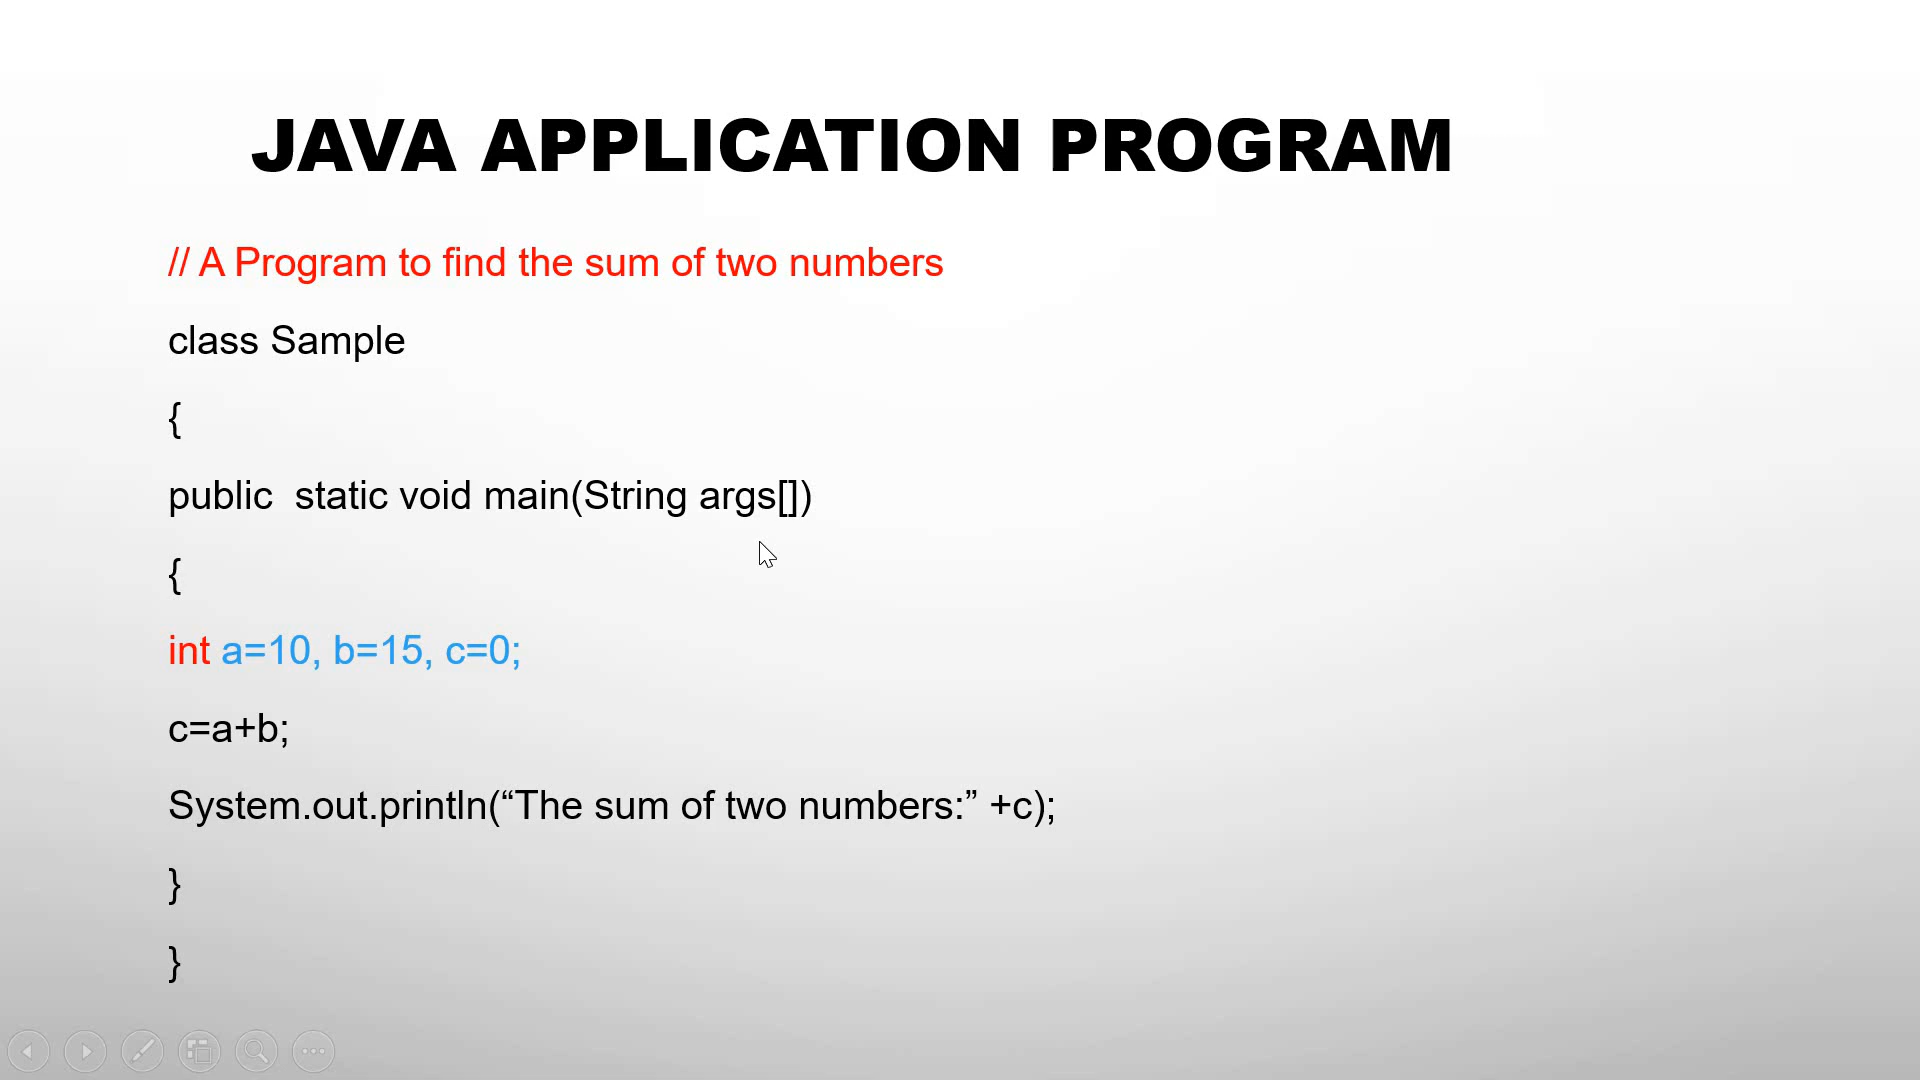 JAVA APPLICATION PROGRAM
// A Program to find the sum of two numbers
class Sample
{
public  static void main(String args[])
{
int a=10, b=15, c=0;
c=a+b;
System.out.println(“The sum of two numbers:” +c);
}
}